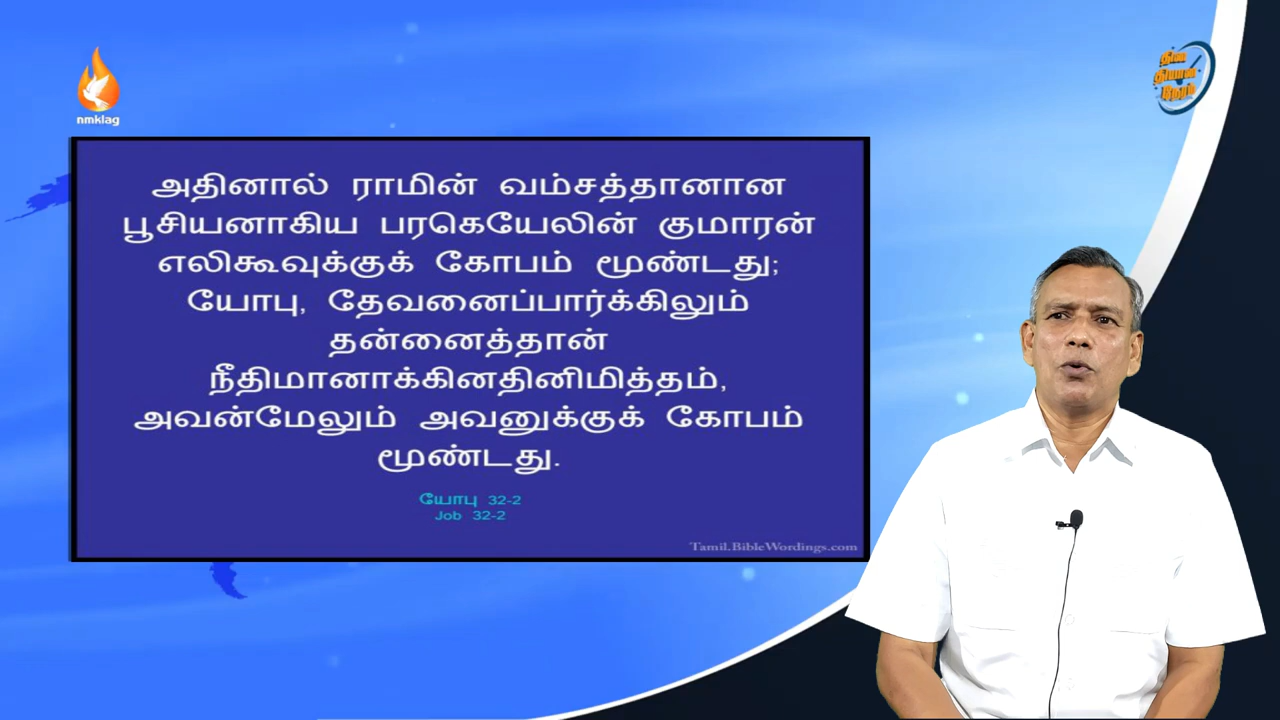 nmklag
தின
தியான
நேரம்
அதினால் ராமின் வம்சத்தானான
பூசியனாகிய பரகெயேலின் குமாரன்
எலிகூவுக்குக் கோபம் மூண்டது;
யோபு, தேவனைப்பார்க்கிலும்
தன்னைத்தான்
நீதிமானாக்கினதினிமித்தம்,
அவன்மேலும் அவனுக்குக் கோபம்
மூண்டது.
யோபு 32-2
Job 32-2
Tamil.BibleWordings.com